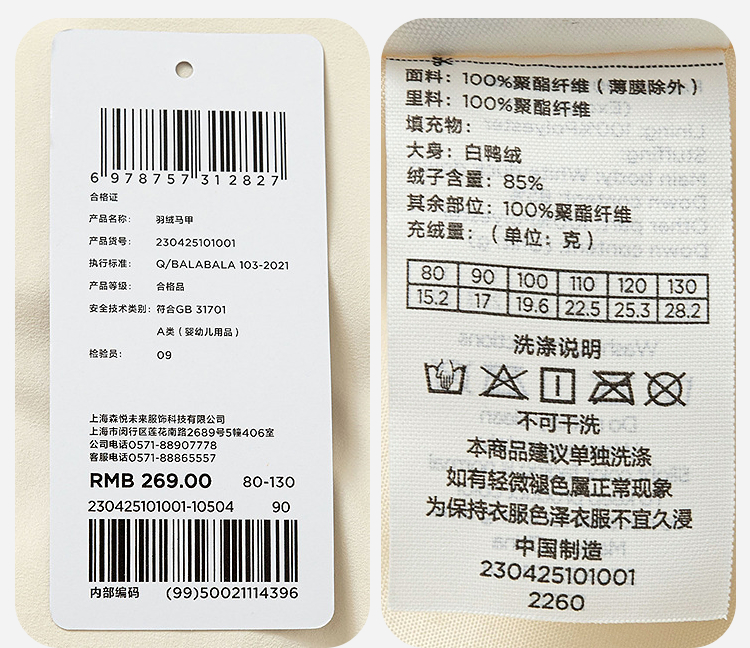 6 978757 312827
合格证
产品名称: 羽绒马甲
产品货号: 230425101001
执行标准: Q/BALABALA 103-2021
产品等级: 合格品
安全技术类别: 符合GB 31701
A类（婴幼儿用品）
检验员: 09
上海森悦未来服饰科技有限公司
上海市闵行区莲花南路2689号5幢406室
公司电话0571-88907778
客服电话0571-88865557
RMB 269.00 80-130
230425101001-10504 90
内部编码 (99)50021114396
面料: 100%聚酯纤维（薄膜除外）
里料: 100%聚酯纤维
填充物:
大身: 白鸭绒
绒子含量: 85%
其余部位: 100%聚酯纤维
充绒量:（单位: 克）
80 90 100 110 120 130
15.2 17 19.6 22.5 25.3 28.2
洗涤说明
不可干洗
本商品建议单独洗涤
如有轻微褪色属正常现象
为保持衣服色泽衣服不宜久浸
中国制造
230425101001
2260